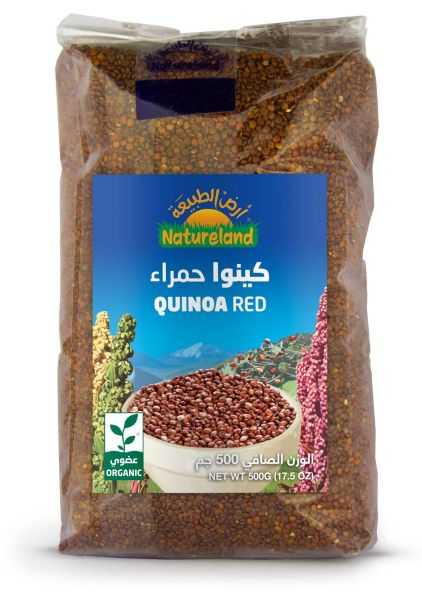 أرض الطبيعة
Natureland
كينوا حمراء
QUINOA RED
عضوي
ORGANIC
الوزن الصافي 500 جم
NET WT 500G (17.5 OZ)